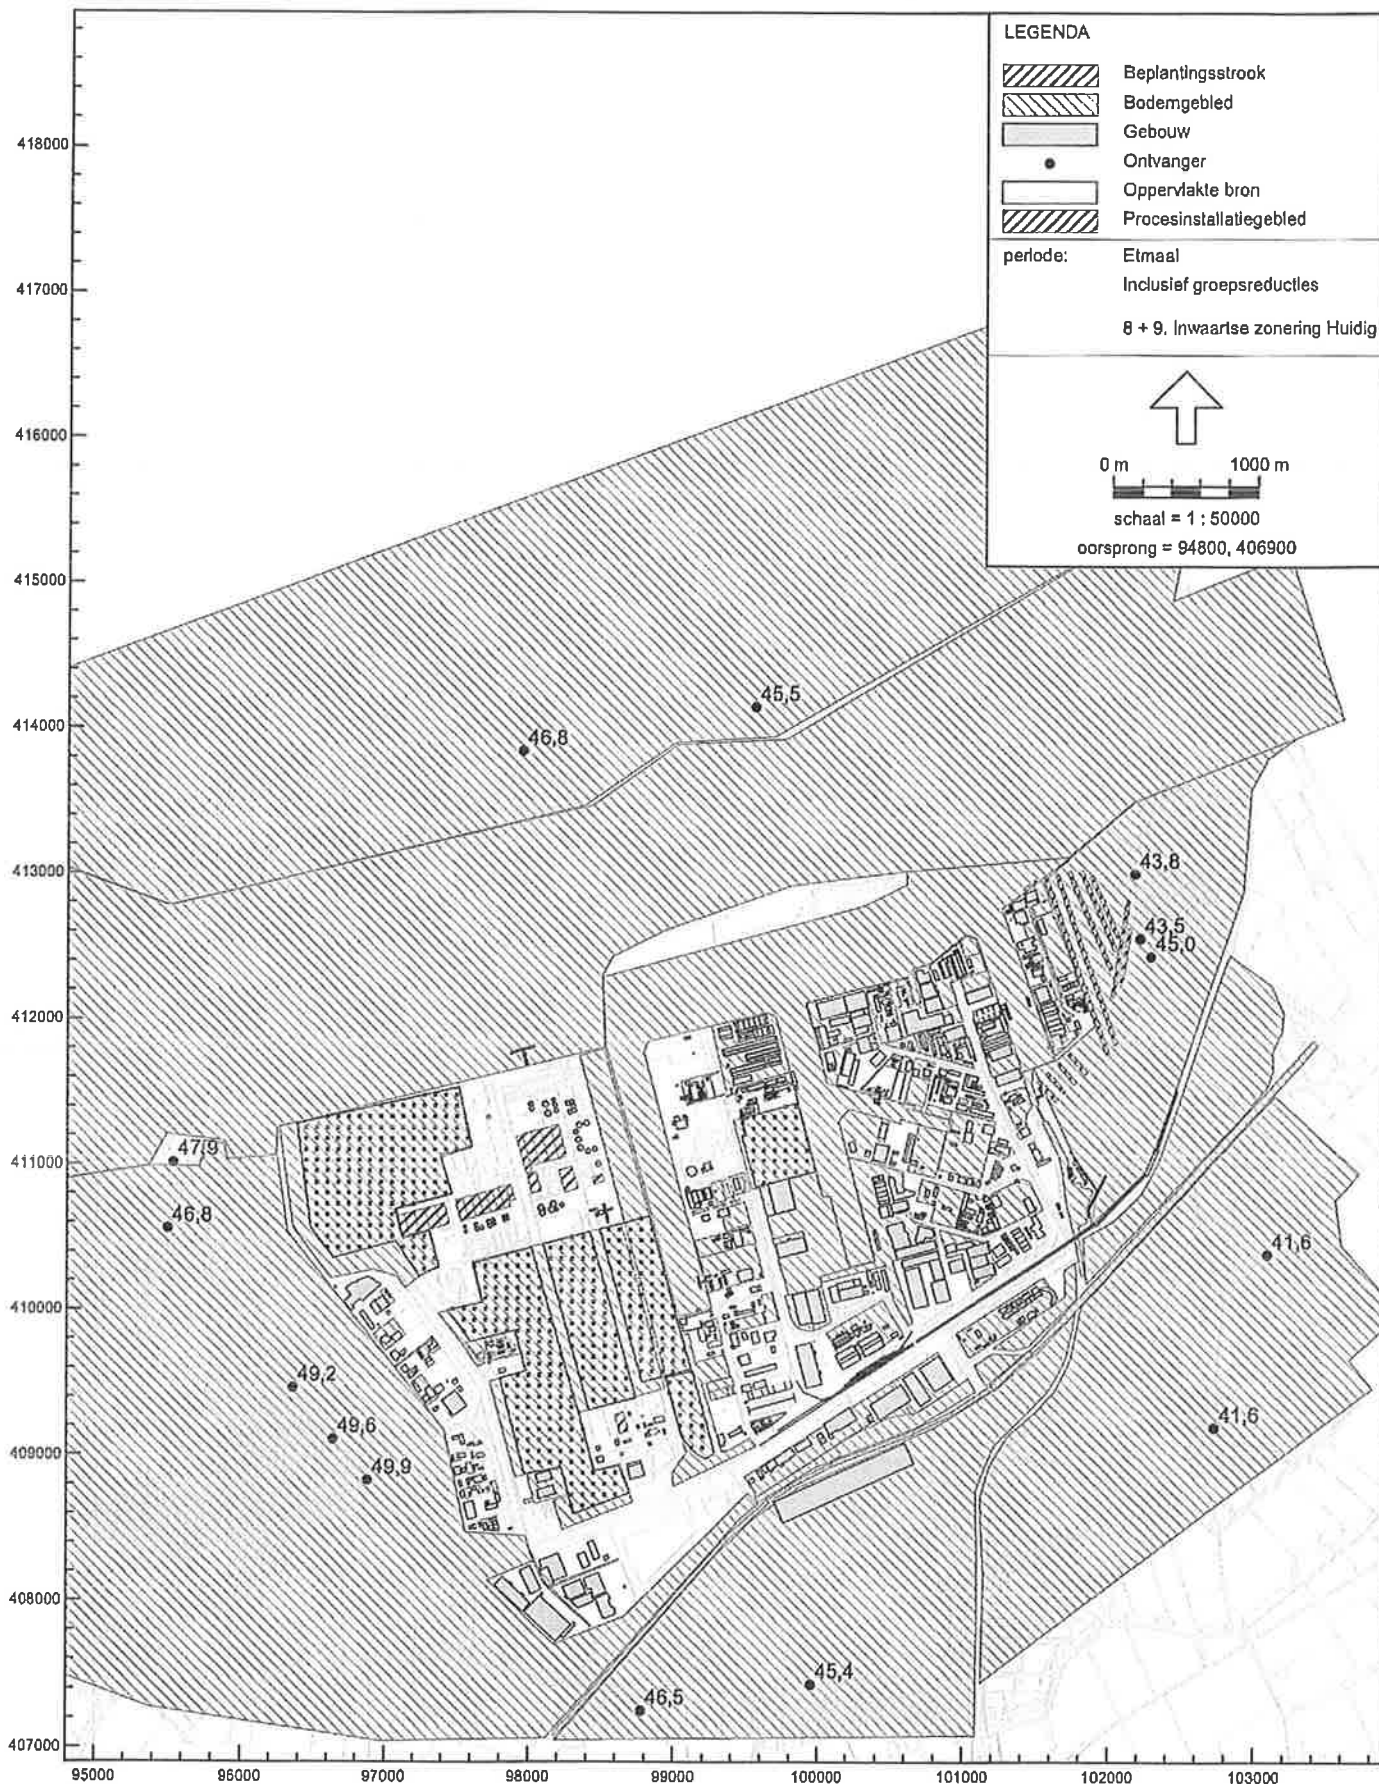 LEGENDA
Beplantingsstrook
Bodemgebied
Gebouw
Ontvanger
Oppervlakte bron
Procesinstallatiegebied
periode: Etmaal
Inclusief groepsreducties
8 + 9. Inwaartse zonering Huidig
0 m 1000 m
schaal = 1 : 50000
oorsprong = 94800, 406900
418000
417000
416000
415000
414000
413000
412000
411000
410000
409000
408000
407000
45,5
46,8
43,8
43,5
45,0
47,9
46,8
41,6
49,2
49,6
41,6
49,9
45,4
46,5
95000 96000 97000 98000 99000 100000 101000 102000 103000